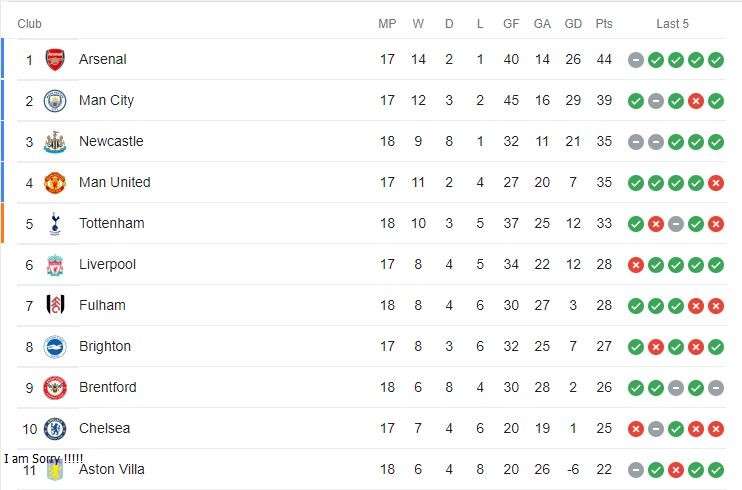 Club MP W D L GF GA GD Pts Last 5
1 Arsenal 17 14 2 1 40 14 26 44
2 Man City 17 12 3 2 45 16 29 39
3 Newcastle 18 9 8 1 32 11 21 35
4 Man United 17 11 2 4 27 20 7 35
5 Tottenham 18 10 3 5 37 25 12 33
6 Liverpool 17 8 4 5 34 22 12 28
7 Fulham 18 8 4 6 30 27 3 28
8 Brighton 17 8 3 6 32 25 7 27
9 Brentford 18 6 8 4 30 28 2 26
10 Chelsea 17 7 4 6 20 19 1 25
I am Sorry !!!!!
11 Aston Villa 18 6 4 8 20 26 -6 22